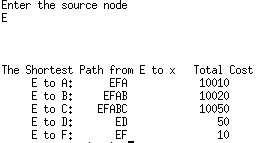 Enter the source node
E
The Shortest Path from E to x Total Cost
E to A: EFA 10010
E to B: EFAB 10020
E to C: EFABC 10050
E to D: ED 50
E to F: EF 10